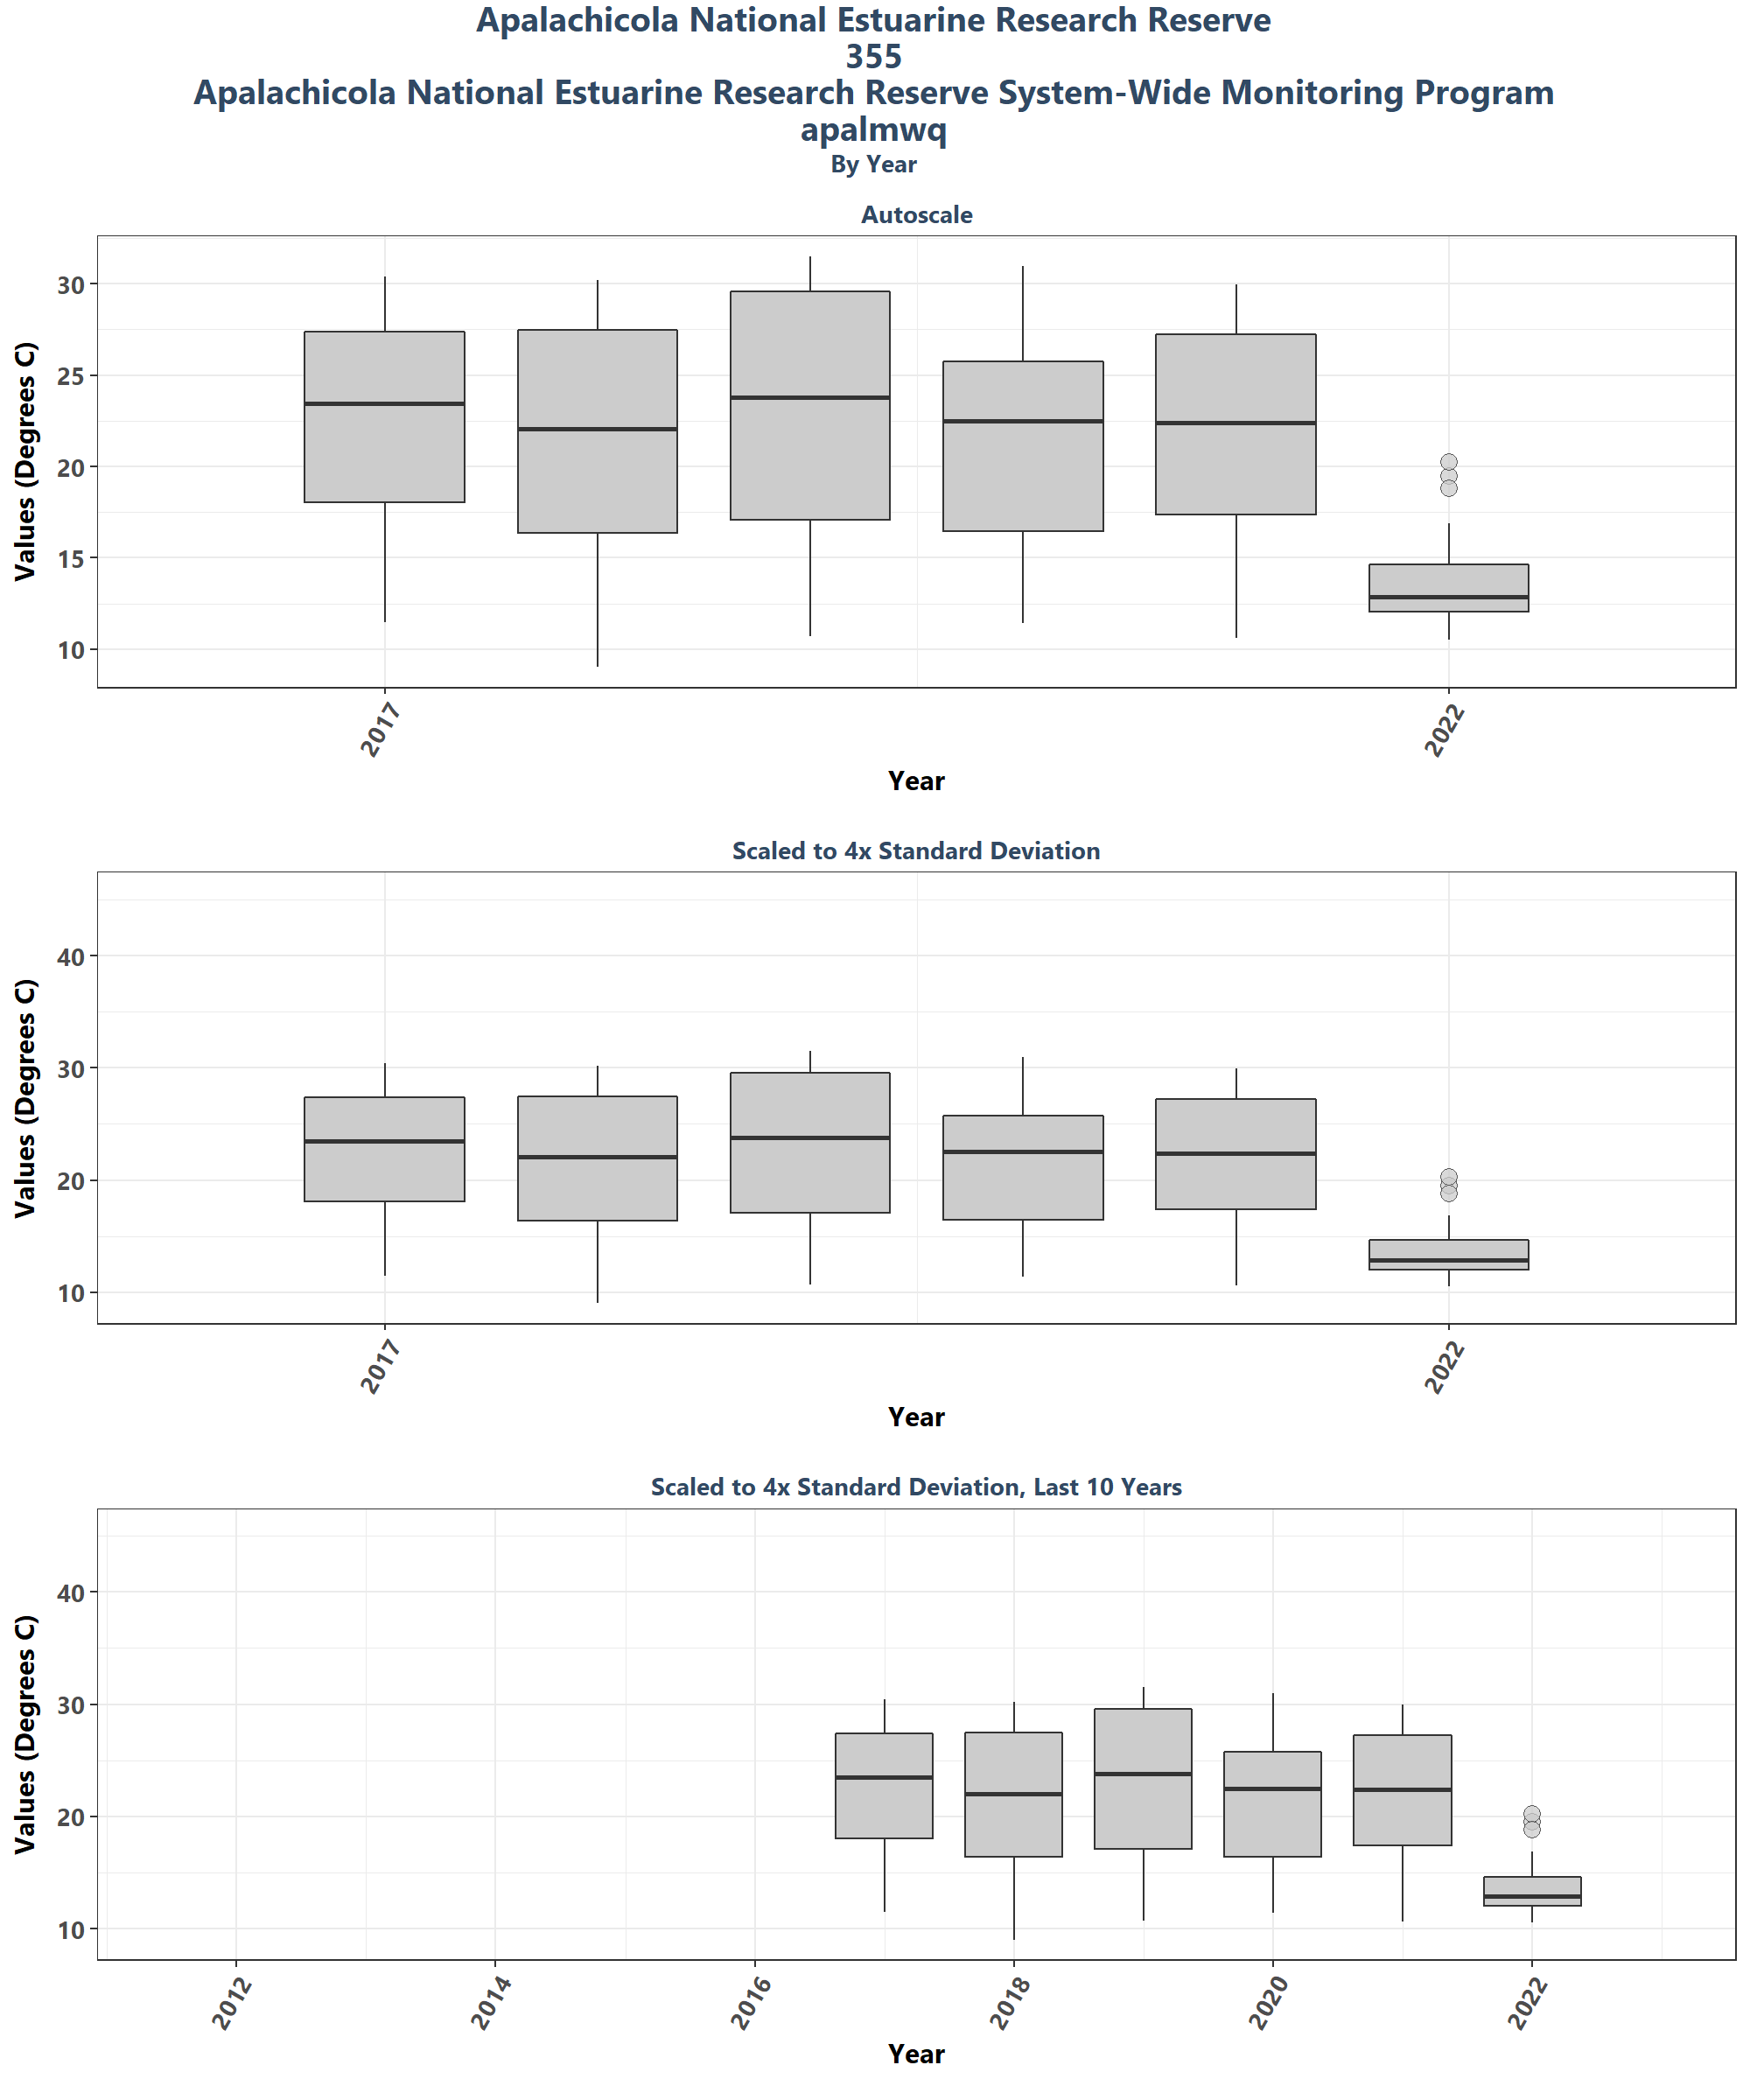 Apalachicola National Estuarine Research Reserve
355
Apalachicola National Estuarine Research Reserve System-Wide Monitoring Program
apalmwq
By Year
Autoscale
Values (Degrees C)
30
25
20
15
10
2017
2022
Year
Scaled to 4x Standard Deviation
Values (Degrees C)
40
30
20
10
2017
2022
Year
Scaled to 4x Standard Deviation, Last 10 Years
Values (Degrees C)
40
30
20
10
2012
2014
2016
2018
2020
2022
Year